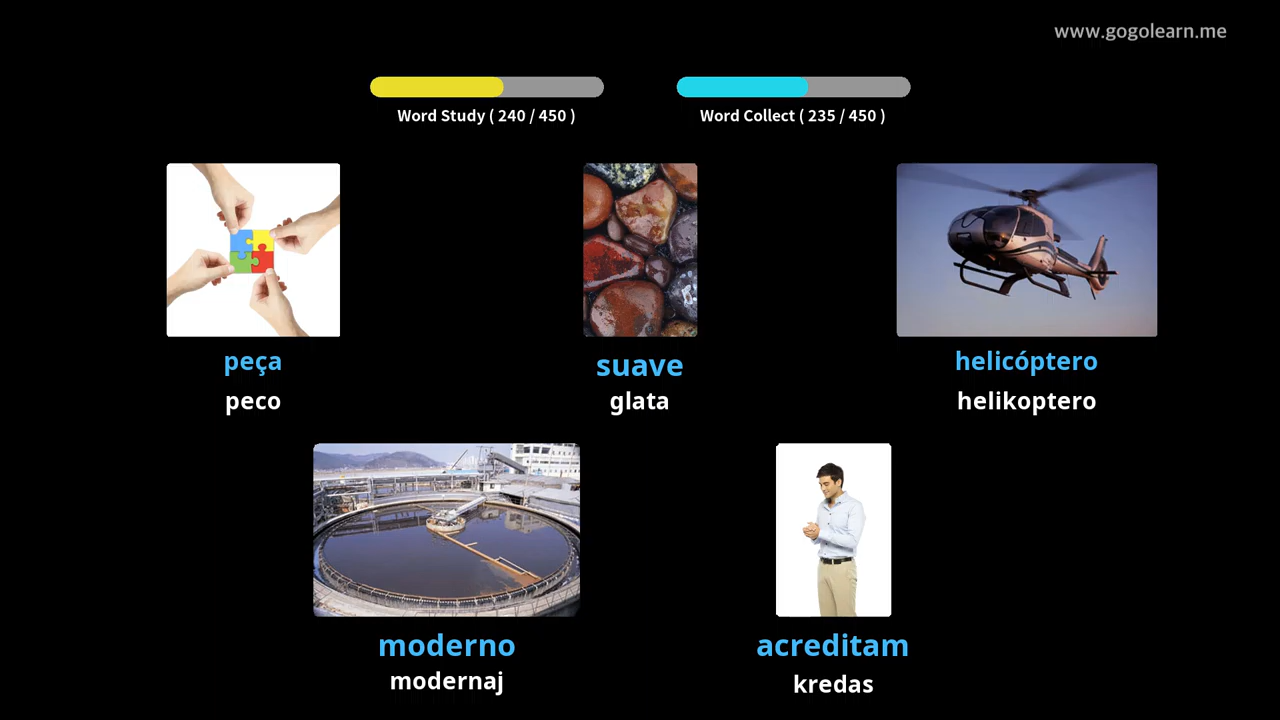 www.gogolearn.me
Word Study ( 240 / 450 )
Word Collect ( 235 / 450 )
peça
peco
suave
glata
helicóptero
helikoptero
moderno
modernaj
acreditam
kredas